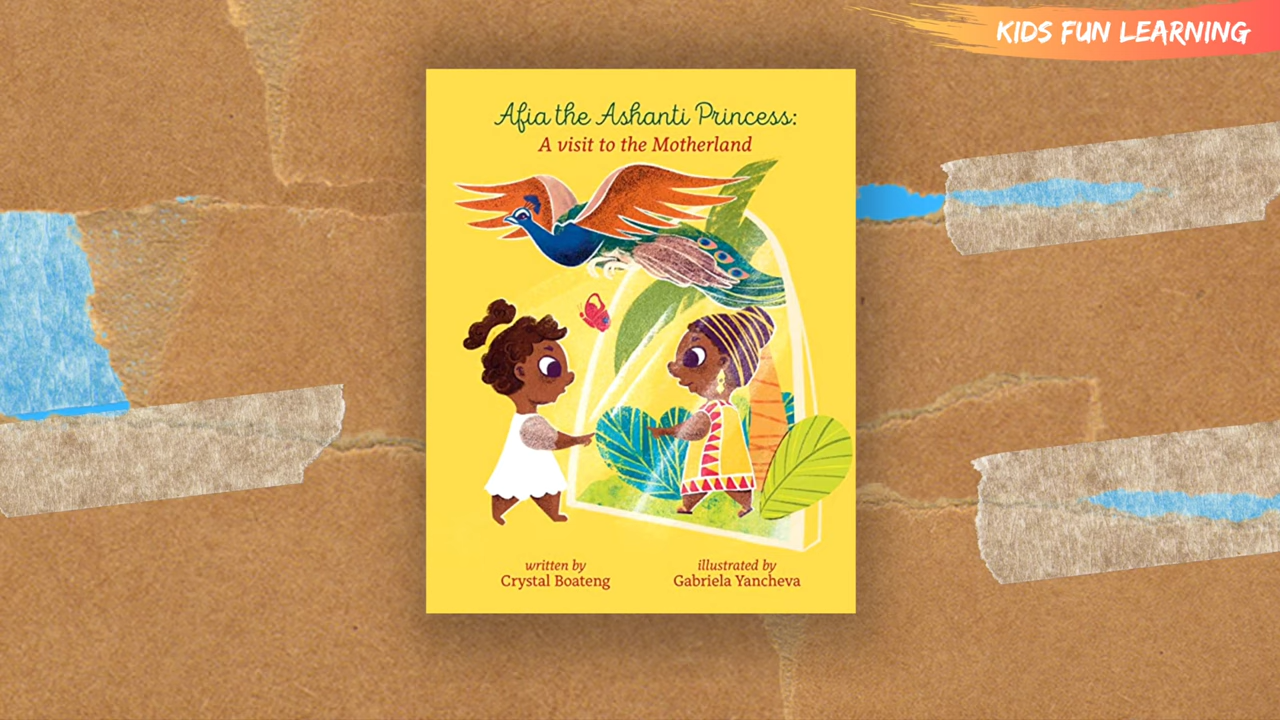 KIDS FUN LEARNING
Afia the Ashanti Princess:
A visit to the Motherland
written by
Crystal Boateng
illustrated by
Gabriela Yancheva